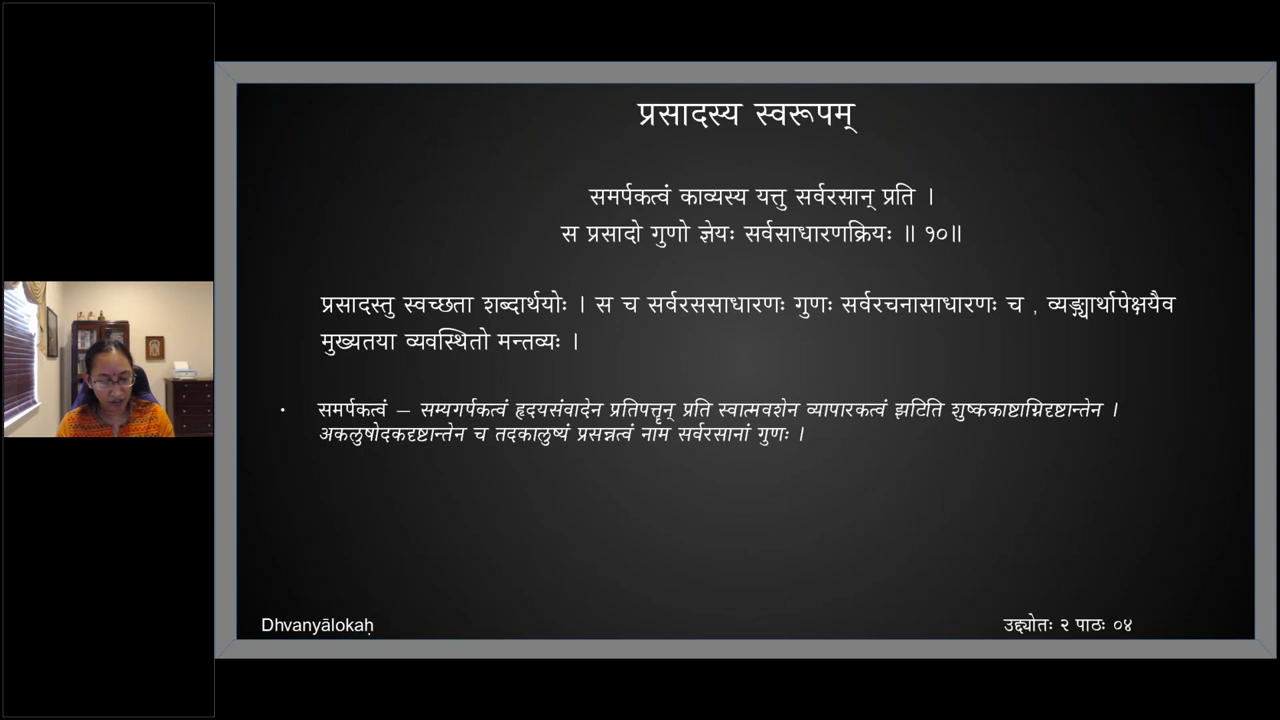 प्रसादस्य स्वरूपम्
समर्पकत्वं काव्यस्य यत्तु सर्वरसान् प्रति ।
स प्रसादो गुणो ज्ञेयः सर्वसाधारणक्रियः ॥ १०॥
प्रसादस्तु स्वच्छता शब्दार्थयोः । स च सर्वरससाधारणः गुणः सर्वरचनासाधारणः च , व्यङ्ग्यार्थापेक्षयैव
मुख्यतया व्यवस्थितो मन्तव्यः ।
• समर्पकत्वं – सम्यगर्पकत्वं हृदयसंवादेन प्रतिपत्तॄन् प्रति स्वात्मवशेन व्यापारकत्वं झटिति शुष्ककाष्टाग्निदृष्टान्तेन ।
अकलुषोदकदृष्टान्तेन च तदकालुष्यं प्रसन्नत्वं नाम सर्वरसानां गुणः ।
Dhvanyālokaḥ
उद्द्योतः २ पाठः ०४